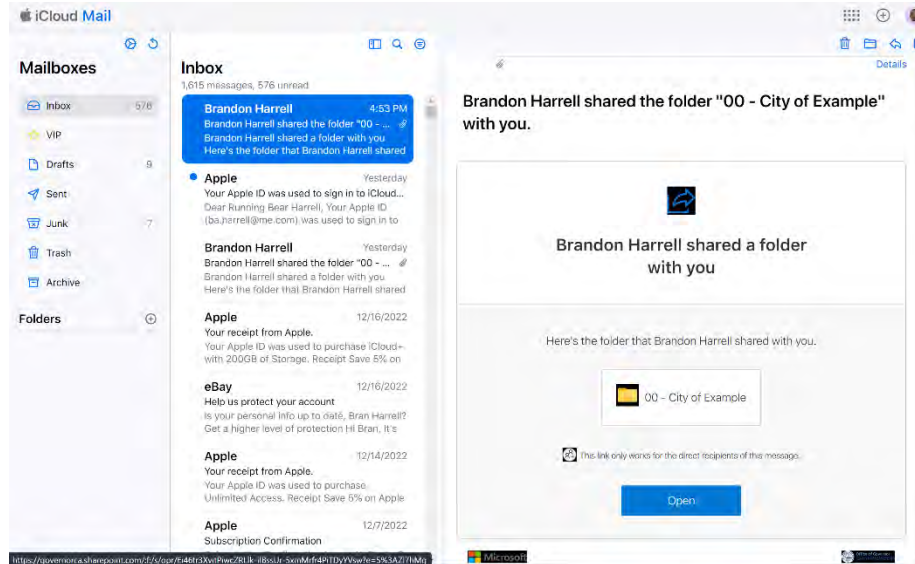 iCloud Mail
Mailboxes
Inbox 576
VIP
Drafts 9
Sent
Junk 7
Trash
Archive
Folders
Inbox
1,615 messages, 576 unread
Brandon Harrell 4:53 PM
Brandon Harrell shared the folder "00 - ...
Brandon Harrell shared a folder with you
Here's the folder that Brandon Harrell shared
Apple Yesterday
Your Apple ID was used to sign in to iCloud...
Dear Running Bear Harrell, Your Apple ID
(ba.harrell@me.com) was used to sign in to
Brandon Harrell Yesterday
Brandon Harrell shared the folder "00 - ...
Brandon Harrell shared a folder with you
Here's the folder that Brandon Harrell shared
Apple 12/16/2022
Your receipt from Apple.
Your Apple ID was used to purchase iCloud+
with 200GB of Storage. Receipt Save 5% on
eBay 12/16/2022
Help us protect your account
Is your personal info up to date, Bran Harrell?
Get a higher level of protection Hi Bran, It's
Apple 12/14/2022
Your receipt from Apple.
Your Apple ID was used to purchase
Unlimited Access. Receipt Save 5% on Apple
Apple 12/7/2022
Subscription Confirmation
Details
Brandon Harrell shared the folder "00 - City of Example"
with you.
Brandon Harrell shared a folder
with you
Here's the folder that Brandon Harrell shared with you.
00 - City of Example
This link only works for the direct recipients of this message.
Open
Microsoft